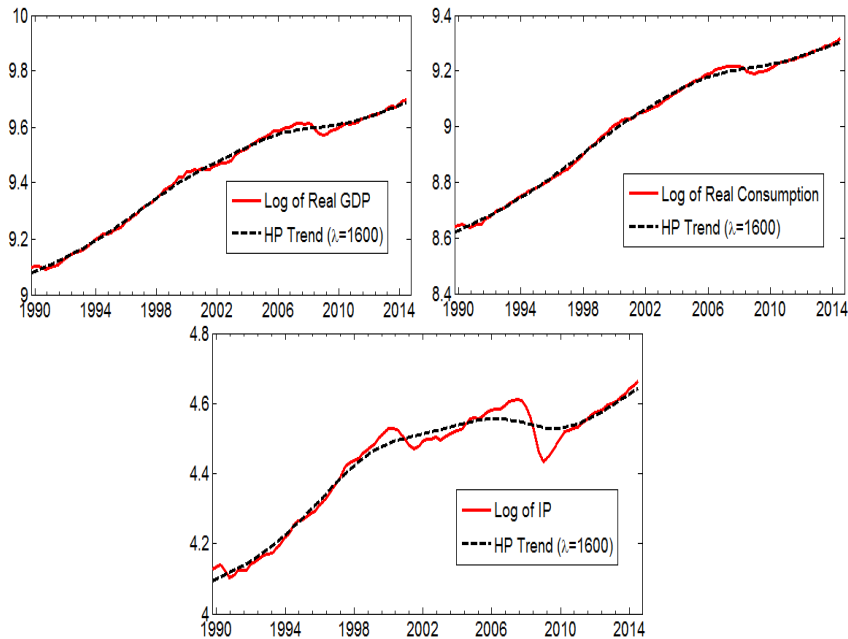 10
9.8
9.6
9.4
9.2
9
1990 1994 1998 2002 2006 2010 2014
Log of Real GDP
HP Trend (λ=1600)
9.4
9.2
9
8.8
8.6
8.4
1990 1994 1998 2002 2006 2010 2014
Log of Real Consumption
HP Trend (λ=1600)
4.8
4.6
4.4
4.2
4
1990 1994 1998 2002 2006 2010 2014
Log of IP
HP Trend (λ=1600)